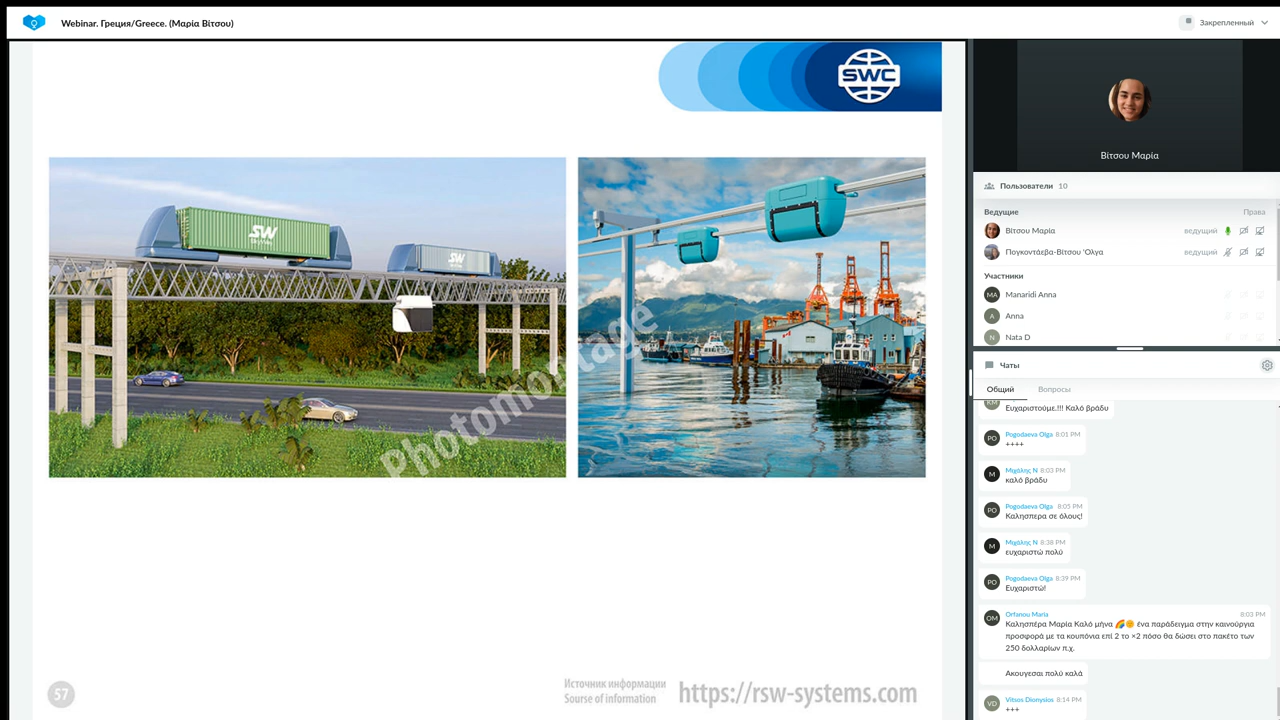 Webinar. Греция/Greece. (Μαρία Βίτσου)
Закрепленный
SWC
SW
SkyWay
SW
Photomontage
57
Источник информации
Sourse of information
https://rsw-systems.com
Βίτσου Μαρία
Пользователи 10
Ведущие Права
Βίτσου Μαρία ведущий
Πογκοντάεβα-Βίτσου 'Ολγα ведущий
Участники
MA Manaridi Anna
A Anna
N Nata D
Чаты
Общий Вопросы
Ευχαριστούμε.!!! Καλό βράδυ
PO Pogodaeva Olga 8:01 PM
++++
M Μιχάλης Ν 8:03 PM
καλό βράδυ
PO Pogodaeva Olga 8:05 PM
Καλησπερα σε όλους!
M Μιχάλης Ν 8:38 PM
ευχαριστώ πολύ
PO Pogodaeva Olga 8:39 PM
Ευχαριστώ!
OM Orfanou Maria 8:03 PM
Καλησπέρα Μαρία Καλό μήνα 🌈🌞 ένα παράδειγμα στην καινούργια
προσφορά με τα κουπόνια επί 2 το ×2 πόσο θα δώσει στο πακέτο των
250 δολλαρίων π.χ.
Ακουγεσαι πολύ καλά
VD Vitsos Dionysios 8:14 PM
+++